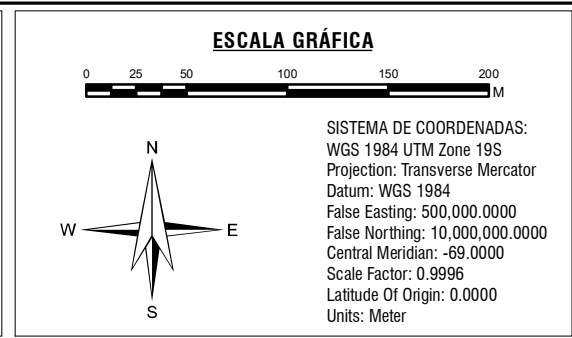 ESCALA GRÁFICA
0 25 50 100 150 200
M
N
W E
S
SISTEMA DE COORDENADAS:
WGS 1984 UTM Zone 19S
Projection: Transverse Mercator
Datum: WGS 1984
False Easting: 500,000.0000
False Northing: 10,000,000.0000
Central Meridian: -69.0000
Scale Factor: 0.9996
Latitude Of Origin: 0.0000
Units: Meter